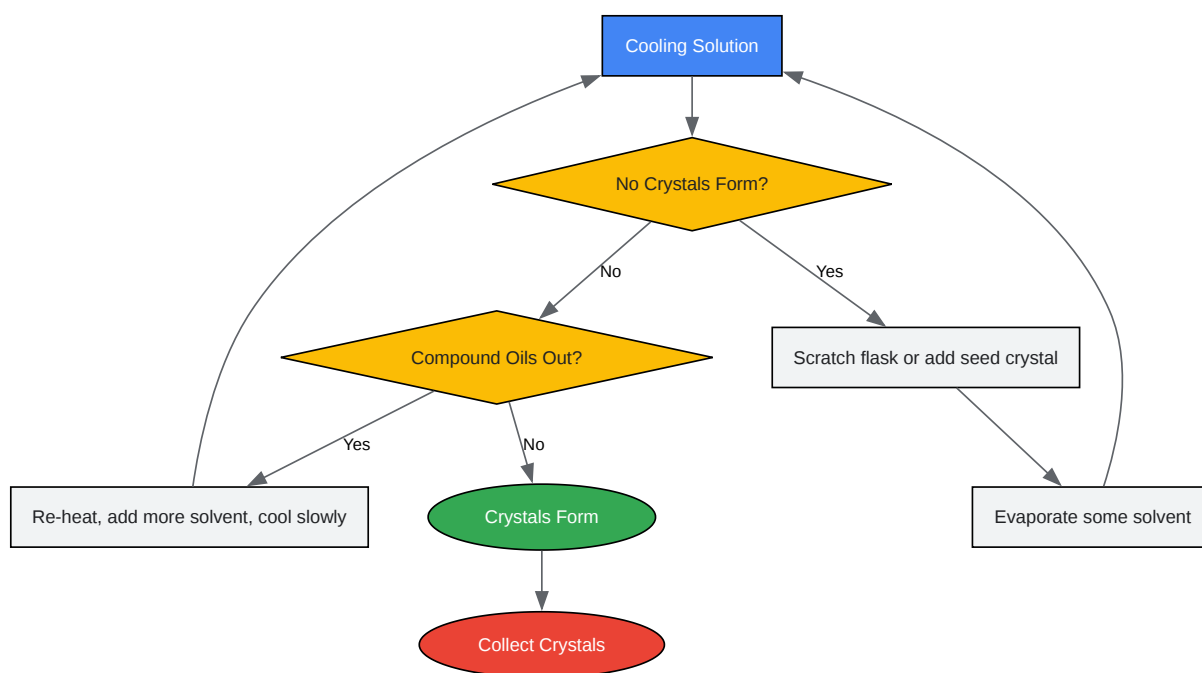 Cooling Solution
No Crystals Form?
No
Yes
Compound Oils Out?
Scratch flask or add seed crystal
Yes
No
Re-heat, add more solvent, cool slowly
Crystals Form
Evaporate some solvent
Collect Crystals